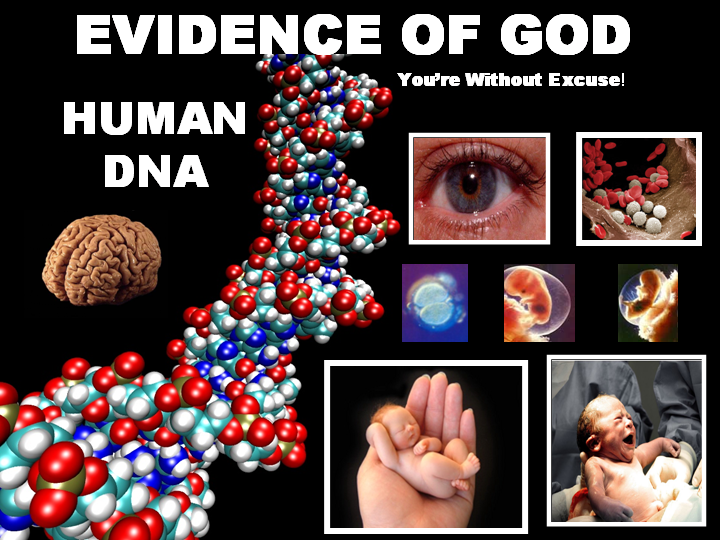 EVIDENCE OF GOD
You're Without Excuse!
HUMAN
DNA